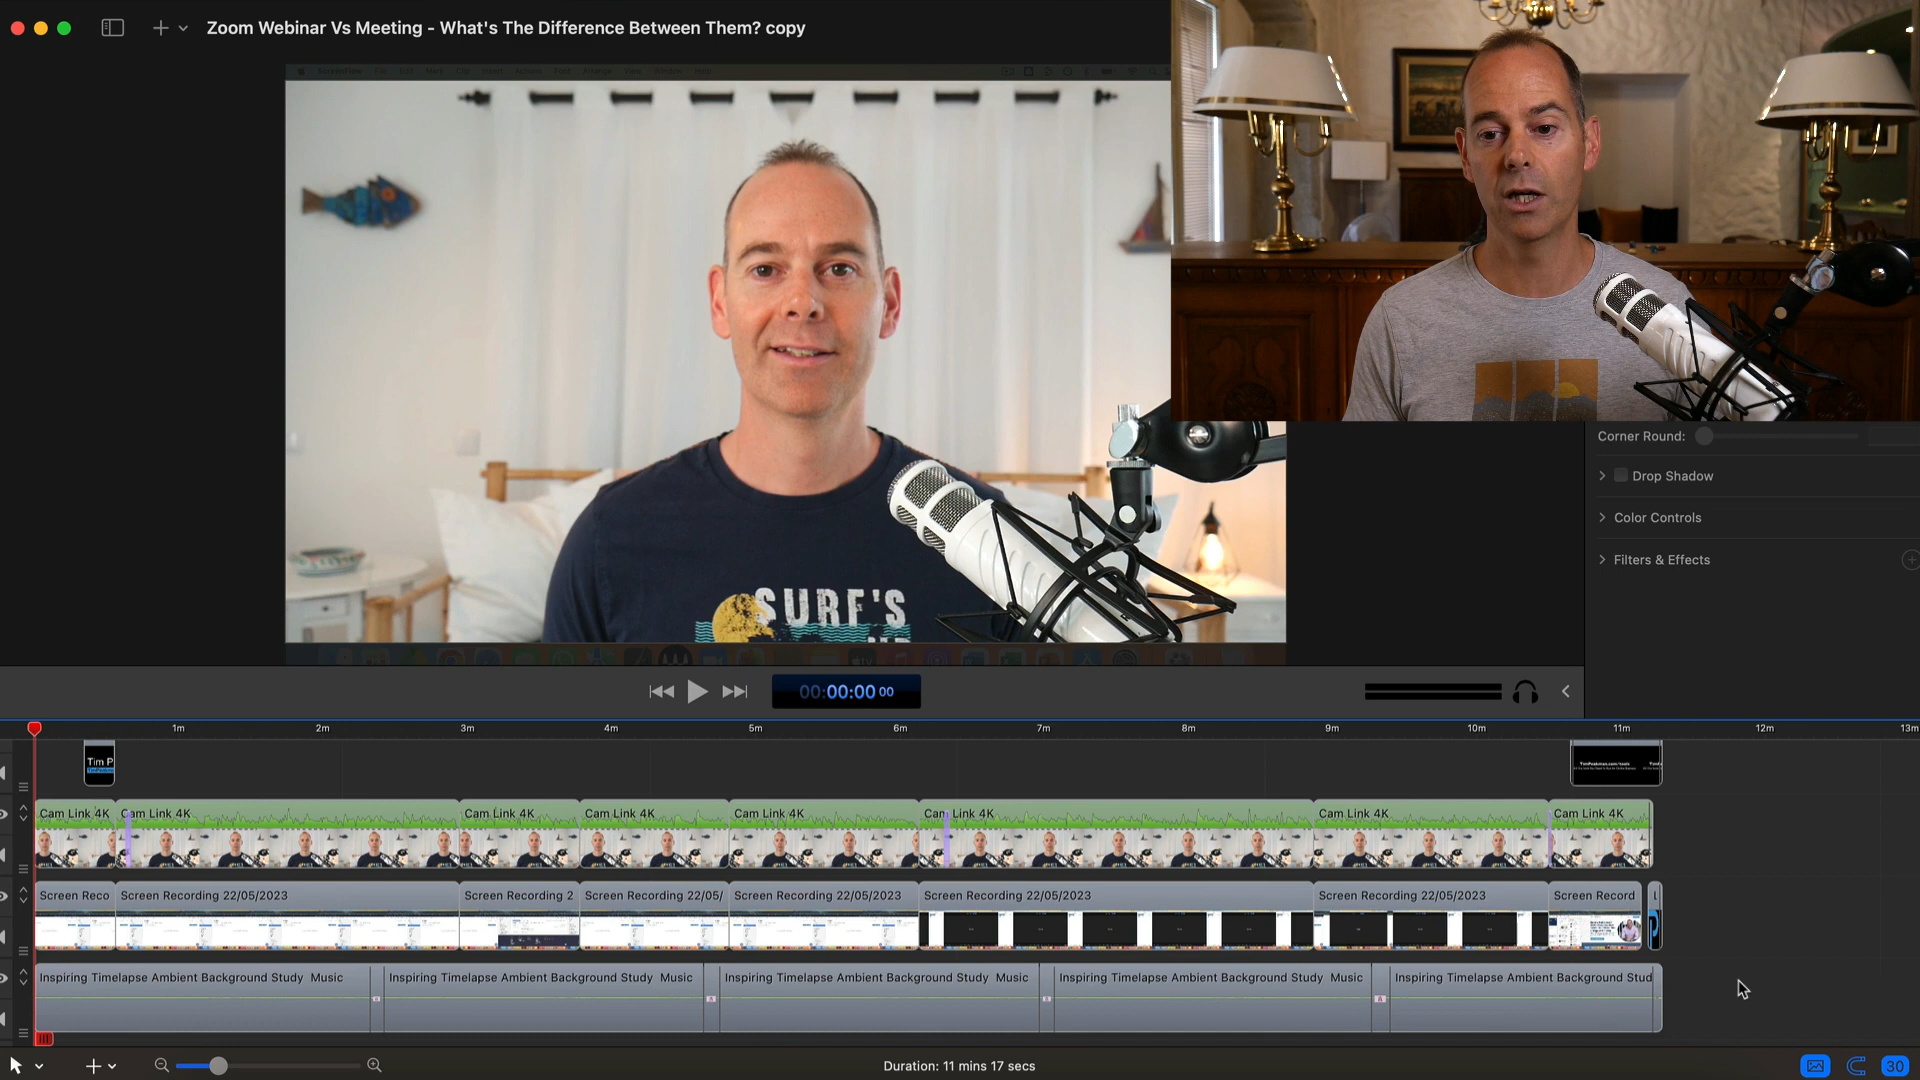 Zoom Webinar Vs Meeting - What's The Difference Between Them? copy
SURF'S
Corner Round:
Drop Shadow
Color Controls
Filters & Effects
00:00:00 00
1m 2m 3m 4m 5m 6m 7m 8m 9m 10m 11m 12m 13m
Tim P
TimPeakman.com/tools
Cam Link 4K Cam Link 4K Cam Link 4K Cam Link 4K Cam Link 4K Cam Link 4K Cam Link 4K Cam Link 4K
Screen Reco Screen Recording 22/05/2023 Screen Recording 2 Screen Recording 22/05/ Screen Recording 22/05/2023 Screen Recording 22/05/2023 Screen Recording 22/05/2023 Screen Record L
Inspiring Timelapse Ambient Background Study Music Inspiring Timelapse Ambient Background Study Music Inspiring Timelapse Ambient Background Study Music Inspiring Timelapse Ambient Background Study Music Inspiring Timelapse Ambient Background Stud
Duration: 11 mins 17 secs
30